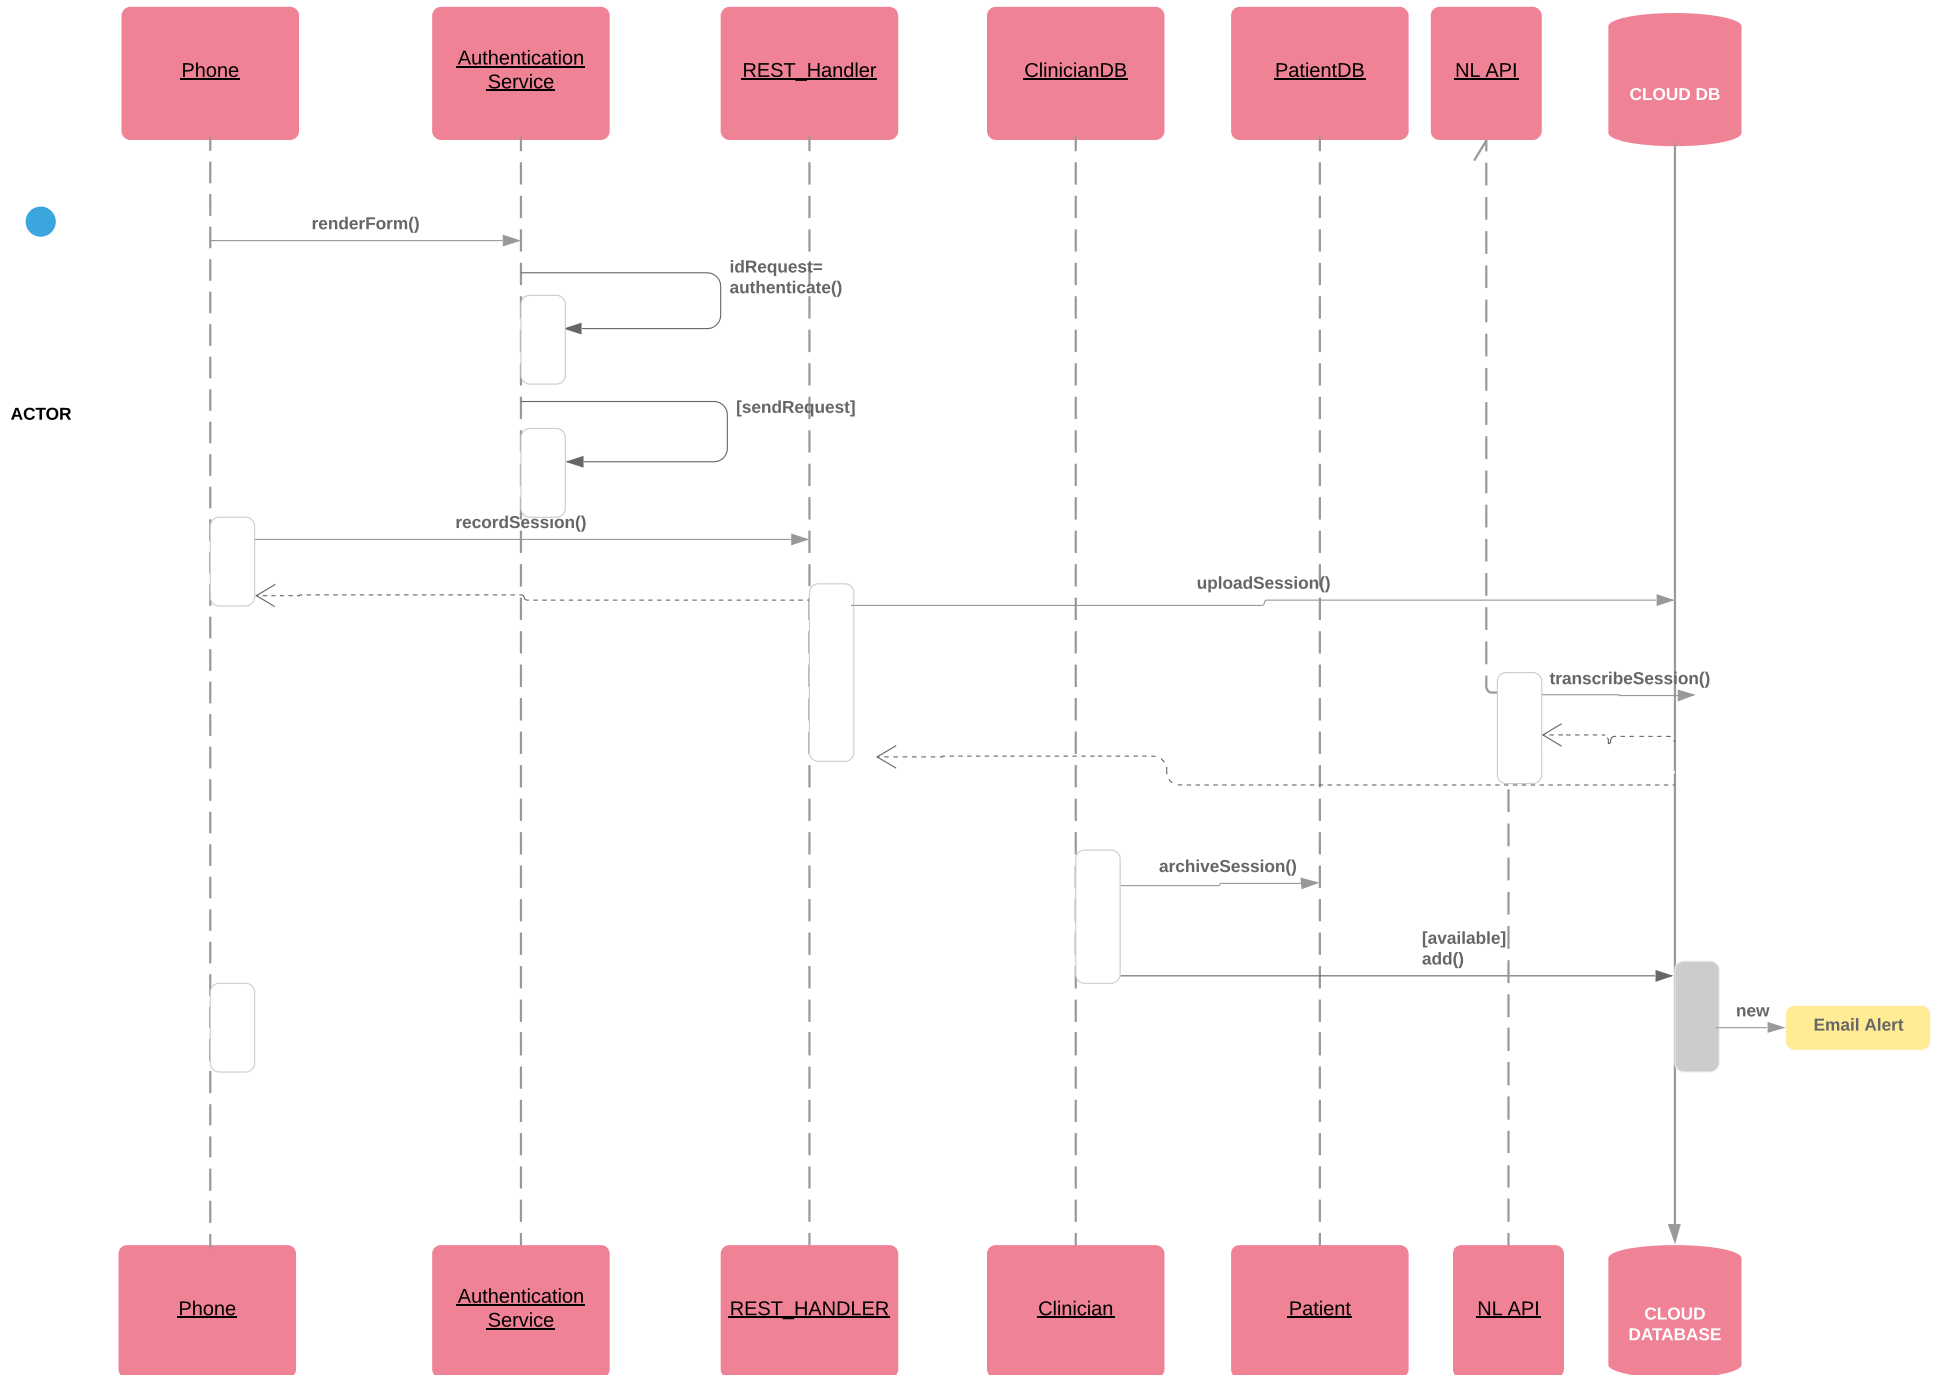 Phone
Authentication
Service
REST_Handler
ClinicianDB
PatientDB
NL API
CLOUD DB
renderForm()
idRequest=
authenticate()
ACTOR
[sendRequest]
recordSession()
uploadSession()
transcribeSession()
archiveSession()
[available]
add()
new
Email Alert
Phone
Authentication
Service
REST_HANDLER
Clinician
Patient
NL API
CLOUD
DATABASE